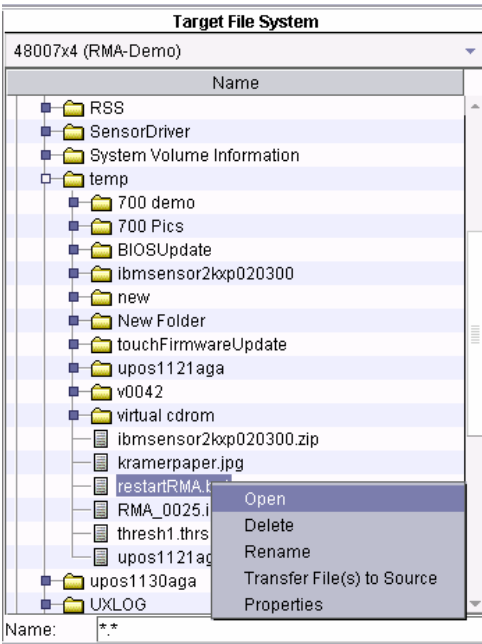 Target File System
48007x4 (RMA-Demo)
Name
RSS
SensorDriver
System Volume Information
temp
700 demo
700 Pics
BIOSUpdate
ibmsensor2kxp020300
new
New Folder
touchFirmwareUpdate
upos1121aga
v0042
virtual cdrom
ibmsensor2kxp020300.zip
kramerpaper.jpg
Open
Delete
thresh1.thrs
Rename
Transfer File(s) to Source
upos1130aga
UXLOG
Properties
Name: *.*